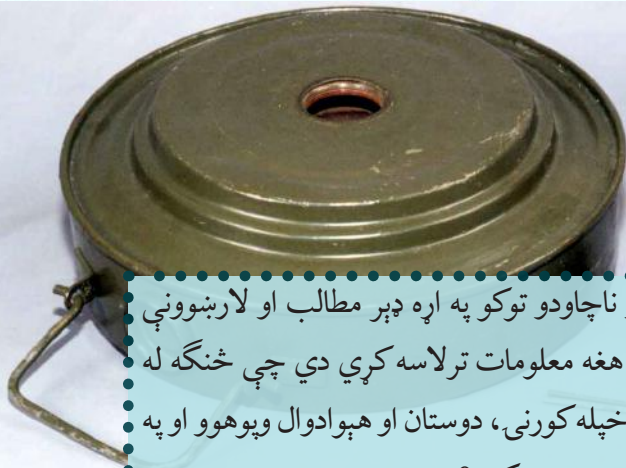 ناچاودو توکو په اړه ډېر مطالب او لارښوونې
هغه معلومات ترلاسه کړي دي چې څنګه له
خپله کورنۍ، دوستان او هېوادوال وپوهوو او په